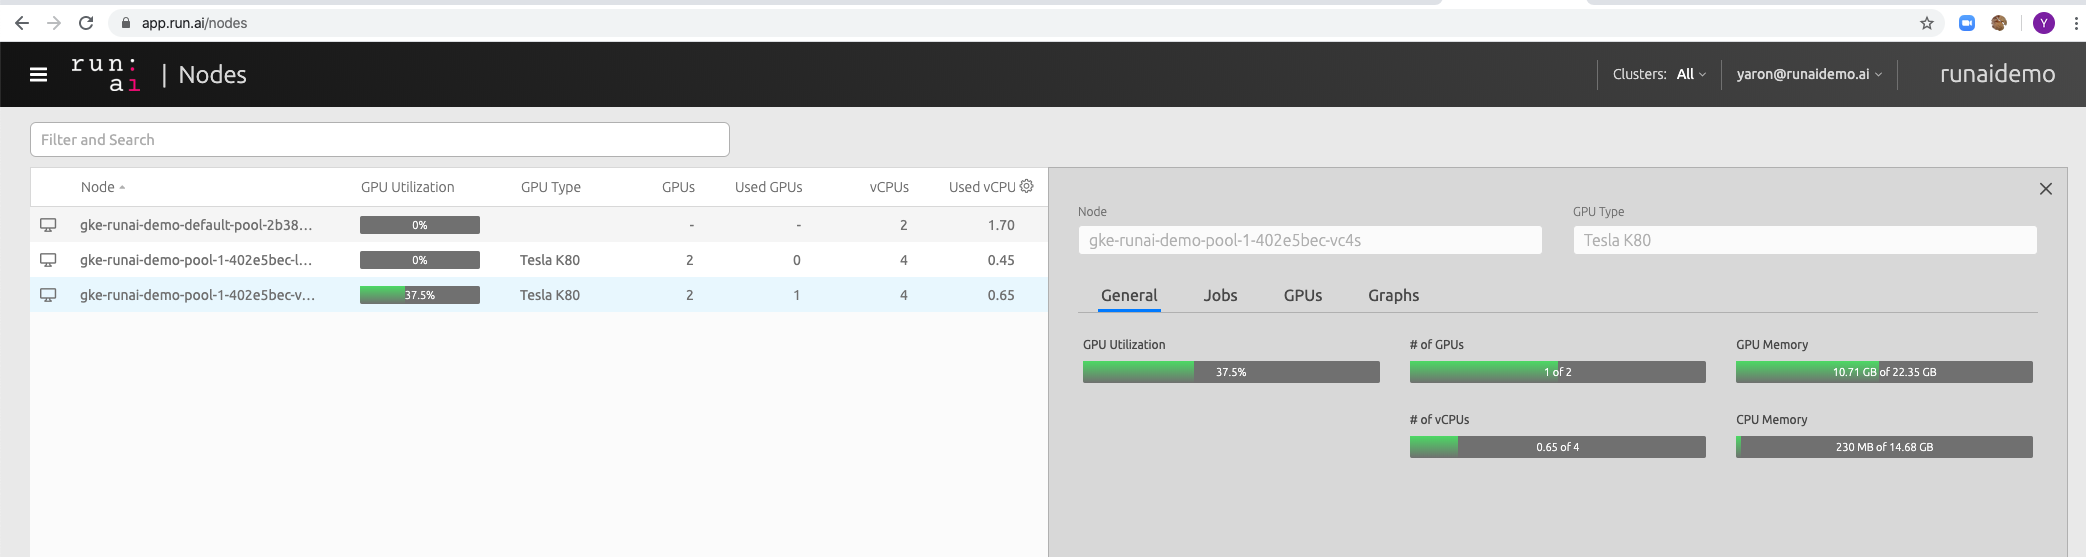 app.run.ai/nodes
Y
run:
ai
| Nodes
Clusters: All
yaron@runaidemo.ai
runaidemo
Filter and Search
Node GPU Utilization GPU Type GPUs Used GPUs vCPUs Used vCPU
gke-runai-demo-default-pool-2b38... 0% - - 2 1.70
gke-runai-demo-pool-1-402e5bec-l... 0% Tesla K80 2 0 4 0.45
gke-runai-demo-pool-1-402e5bec-v... 37.5% Tesla K80 2 1 4 0.65
Node GPU Type
gke-runai-demo-pool-1-402e5bec-vc4s Tesla K80
General Jobs GPUs Graphs
GPU Utilization # of GPUs GPU Memory
37.5% 1 of 2 10.71 GB of 22.35 GB
# of vCPUs CPU Memory
0.65 of 4 230 MB of 14.68 GB